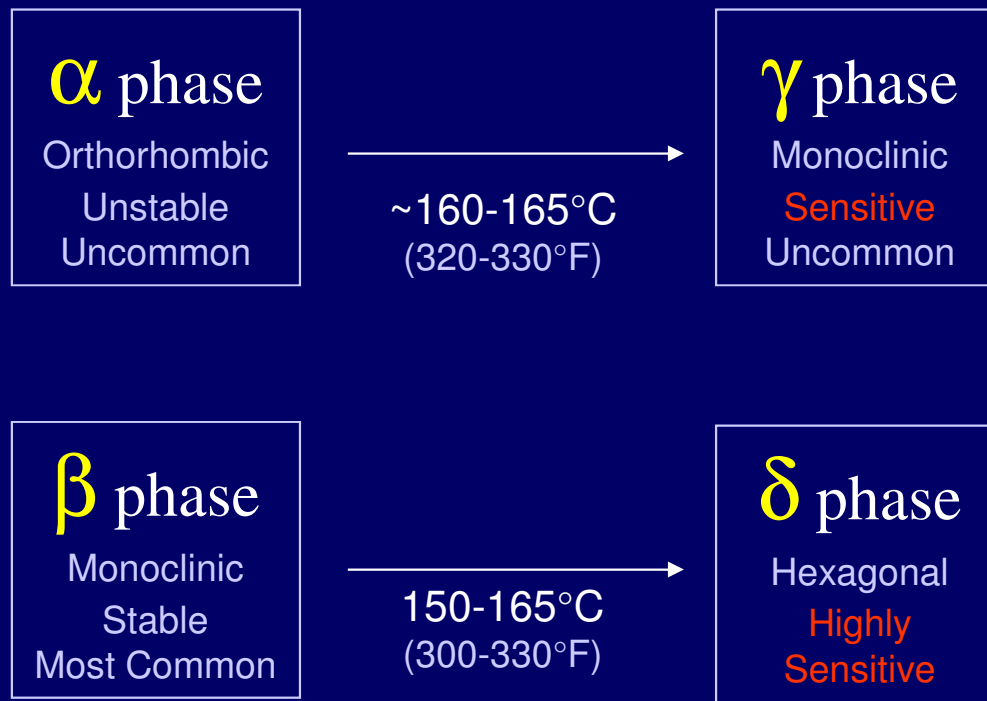 α phase
Orthorhombic
Unstable
Uncommon
~160-165°C
(320-330°F)
γ phase
Monoclinic
Sensitive
Uncommon
β phase
Monoclinic
Stable
Most Common
150-165°C
(300-330°F)
δ phase
Hexagonal
Highly
Sensitive